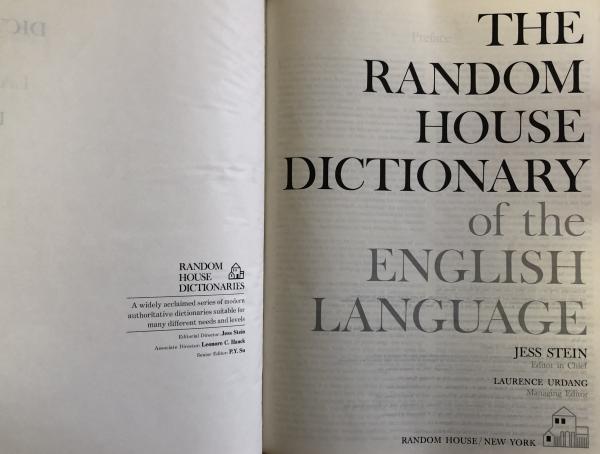 RANDOM
HOUSE
DICTIONARIES
A widely acclaimed series of modern
authoritative dictionaries suitable for
many different needs and levels
Editorial Director: Jess Stein
Associate Director: Leonore C. Hauck
Senior Editor: P.Y. Su
Preface
THE
RANDOM
HOUSE
DICTIONARY
of the
ENGLISH
LANGUAGE
JESS STEIN
Editor in Chief
LAURENCE URDANG
Managing Editor
RANDOM HOUSE / NEW YORK